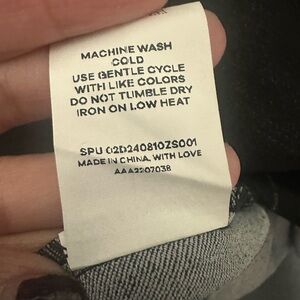 MACHINE WASH
COLD
USE GENTLE CYCLE
WITH LIKE COLORS
DO NOT TUMBLE DRY
IRON ON LOW HEAT
SPU 02D240810ZS001
MADE IN CHINA, WITH LOVE
AAA2207038